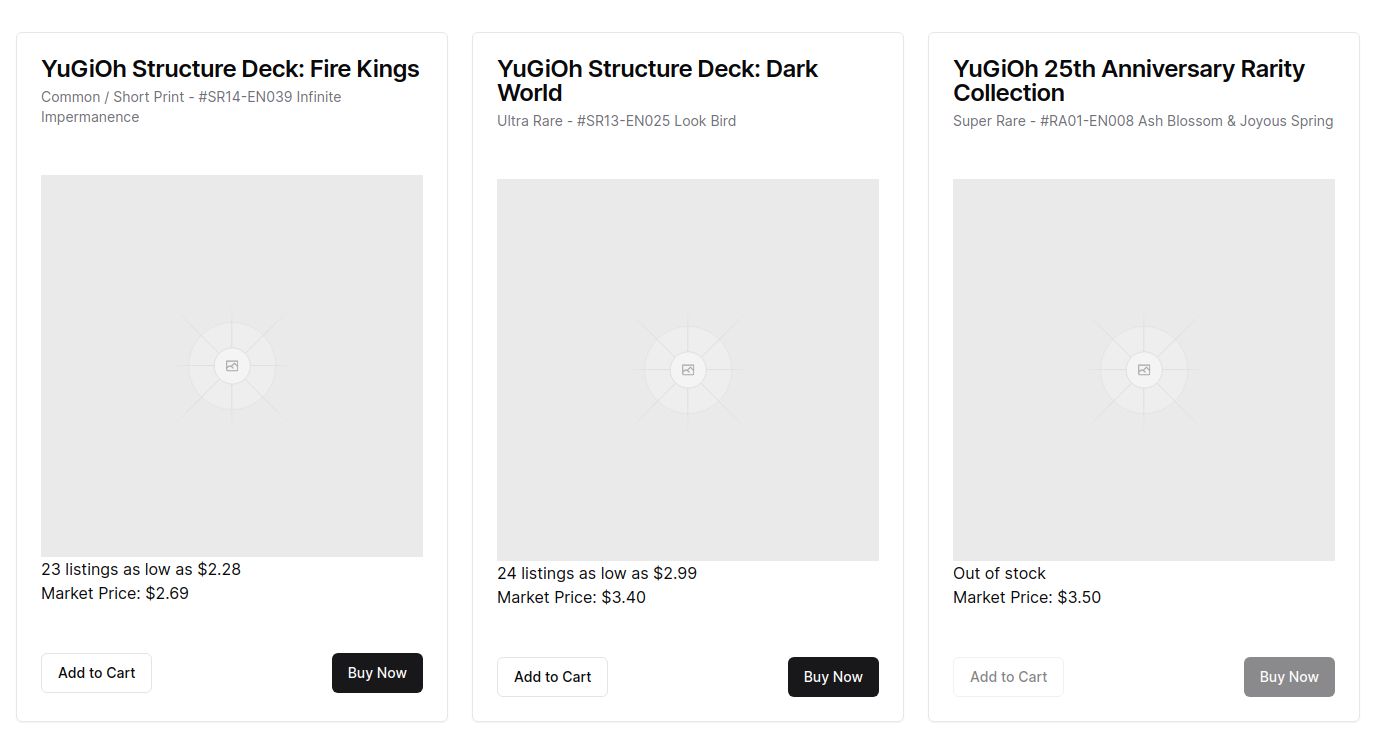 YuGiOh Structure Deck: Fire Kings
Common / Short Print - #SR14-EN039 Infinite
Impermanence
23 listings as low as $2.28
Market Price: $2.69
Add to Cart
Buy Now
YuGiOh Structure Deck: Dark
World
Ultra Rare - #SR13-EN025 Look Bird
24 listings as low as $2.99
Market Price: $3.40
Add to Cart
Buy Now
YuGiOh 25th Anniversary Rarity
Collection
Super Rare - #RA01-EN008 Ash Blossom & Joyous Spring
Out of stock
Market Price: $3.50
Add to Cart
Buy Now